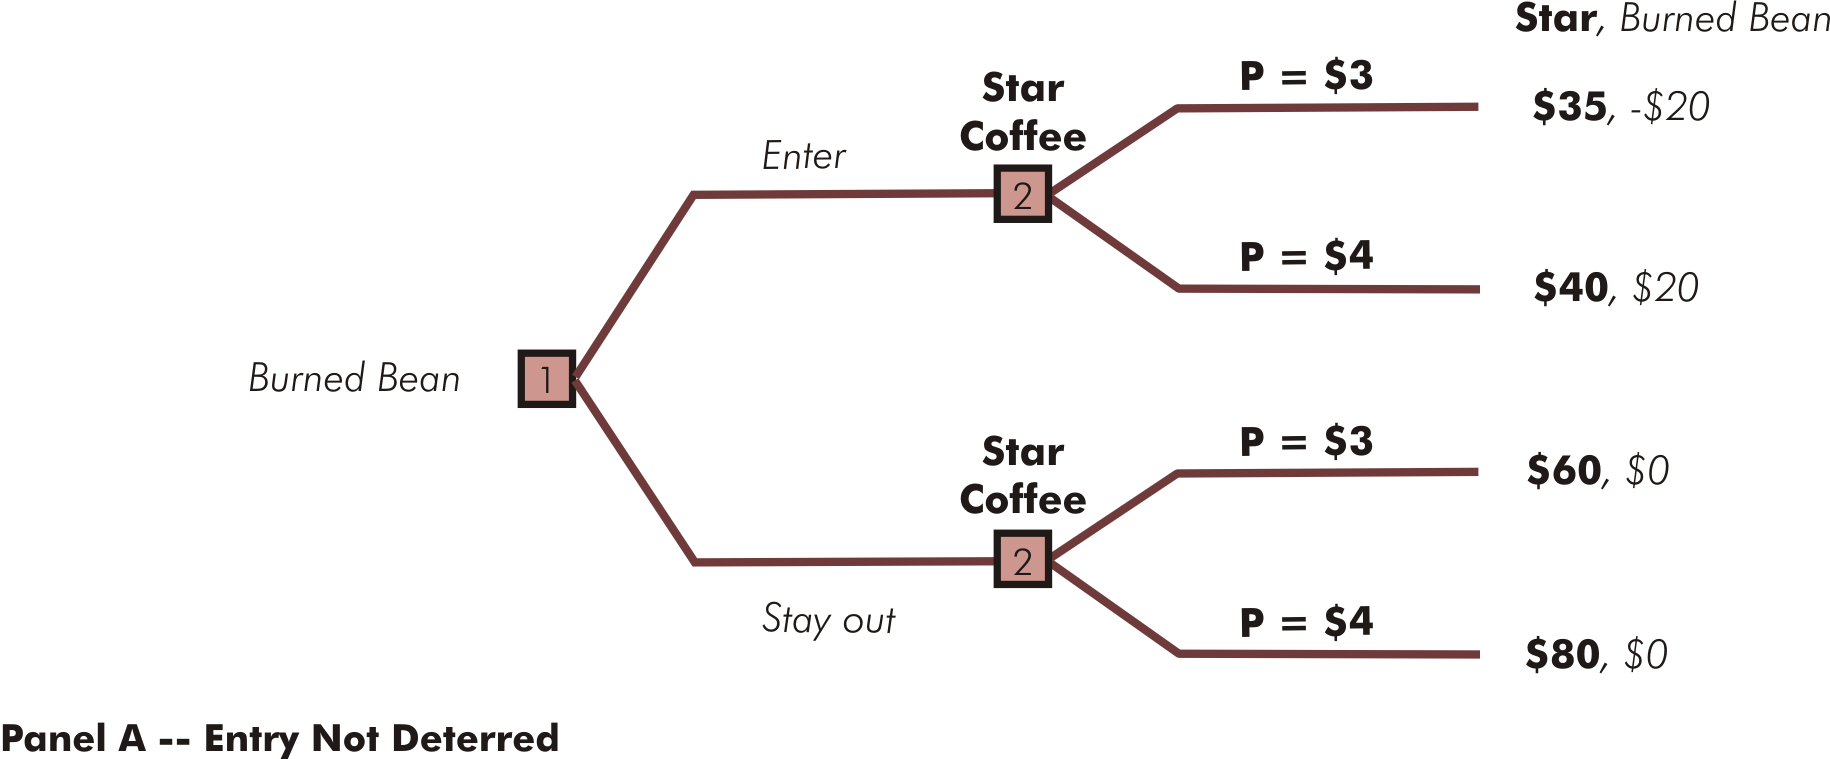 Star, Burned Bean
Star
Coffee
P = $3
$35, -$20
Enter
2
P = $4
$40, $20
Burned Bean
1
Star
Coffee
P = $3
$60, $0
2
Stay out
P = $4
$80, $0
Panel A -- Entry Not Deterred